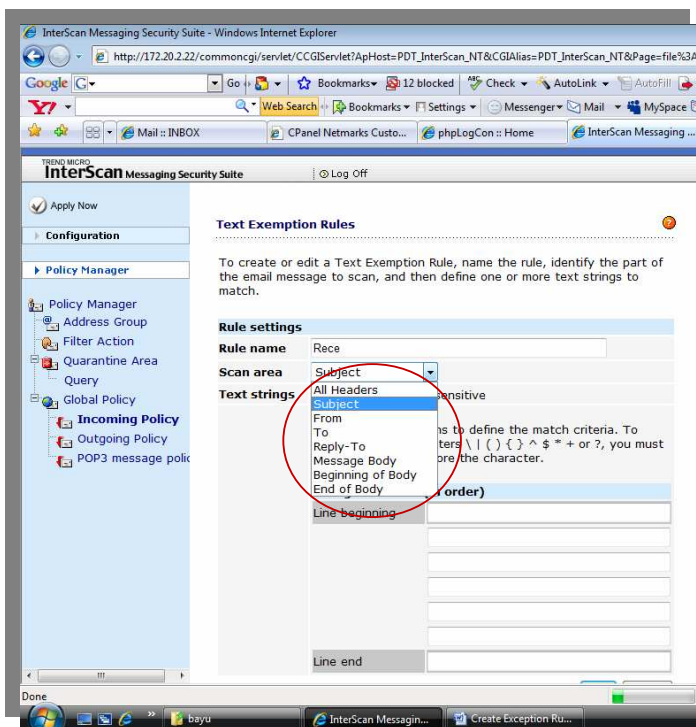 InterScan Messaging Security Suite - Windows Internet Explorer
http://172.20.2.22/commoncgi/servlet/CCGIServlet?ApHost=PDT_InterScan_NT&CGIAlias=PDT_InterScan_NT&Page=file%3A
Google G Go Bookmarks 12 blocked Check AutoLink AutoFill
Y! Web Search Bookmarks Settings Messenger Mail MySpace
Mail :: INBOX CPanel Netmarks Custo... phpLogCon :: Home InterScan Messaging ...
TREND MICRO
InterScan Messaging Security Suite Log Off
Apply Now
Configuration
Policy Manager
Policy Manager
Address Group
Filter Action
Quarantine Area
Query
Global Policy
Incoming Policy
Outgoing Policy
POP3 message polic
Text Exemption Rules
To create or edit a Text Exemption Rule, name the rule, identify the part of
the email message to scan, and then define one or more text strings to
match.
Rule settings
Rule name Rece
Scan area Subject
Text strings
All Headers
Subject
From
To
Reply-To
Message Body
Beginning of Body
End of Body
ensitive
ns to define the match criteria. To
ters \ | ( ) { } ^ $ * + or ?, you must
ore the character.
order)
Line beginning
Line end
Done
bayu InterScan Messagin... Create Exception Ru...